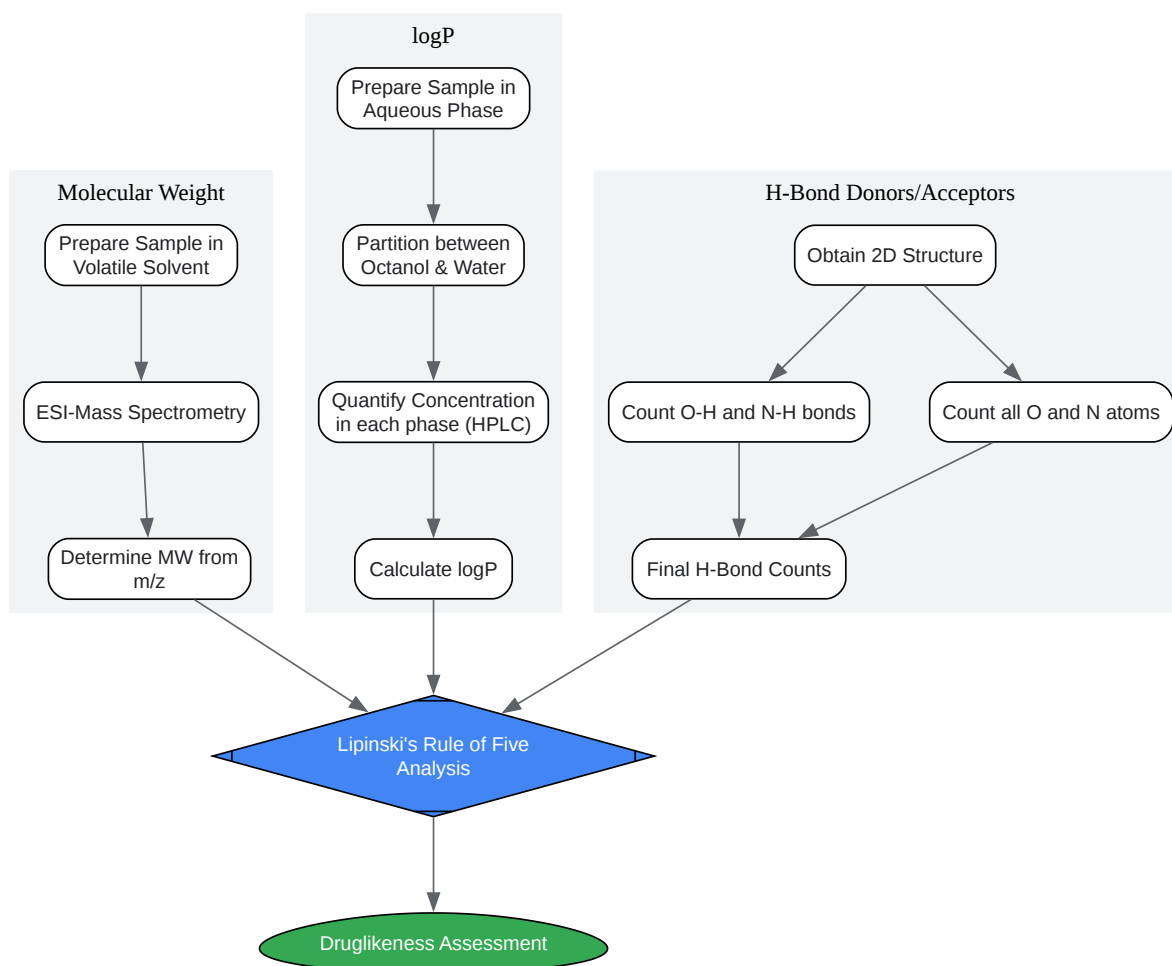 Molecular Weight
Prepare Sample in
Volatile Solvent
ESI-Mass Spectrometry
Determine MW from
m/z
logP
Prepare Sample in
Aqueous Phase
Partition between
Octanol & Water
Quantify Concentration
in each phase (HPLC)
Calculate logP
H-Bond Donors/Acceptors
Obtain 2D Structure
Count O-H and N-H bonds
Count all O and N atoms
Final H-Bond Counts
Lipinski's Rule of Five
Analysis
Druglikeness Assessment